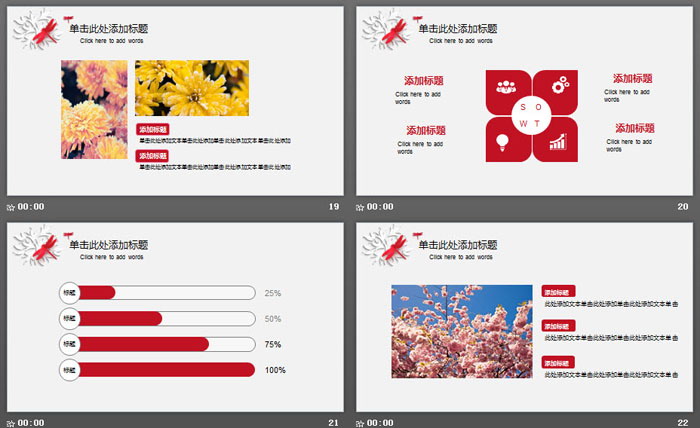 单击此处添加标题
Click here to add words
添加标题
单击此处添加文本单击此处添加单击此处添加文本单击此处添加
添加标题
单击此处添加文本单击此处添加单击此处添加文本单击此处添加
00:00
19
单击此处添加标题
Click here to add words
添加标题
Click here to add
words
添加标题
Click here to add
words
S O
W T
添加标题
Click here to add
words
添加标题
Click here to add
words
00:00
20
单击此处添加标题
Click here to add words
标题
25%
标题
50%
标题
75%
标题
100%
00:00
21
单击此处添加标题
Click here to add words
添加标题
此处添加文本单击此处添加单击此处添加文本单击
添加标题
此处添加文本单击此处添加单击此处添加文本单击
添加标题
此处添加文本单击此处添加单击此处添加文本单击此
00:00
22